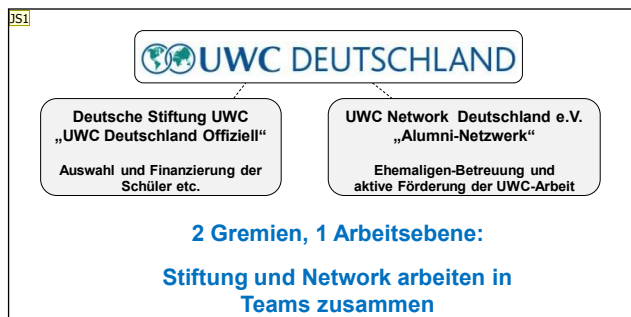 JS1
UWC DEUTSCHLAND
Deutsche Stiftung UWC
„UWC Deutschland Offiziell“
Auswahl und Finanzierung der
Schüler etc.
UWC Network Deutschland e.V.
„Alumni-Netzwerk“
Ehemaligen-Betreuung und
aktive Förderung der UWC-Arbeit
2 Gremien, 1 Arbeitsebene:
Stiftung und Network arbeiten in
Teams zusammen